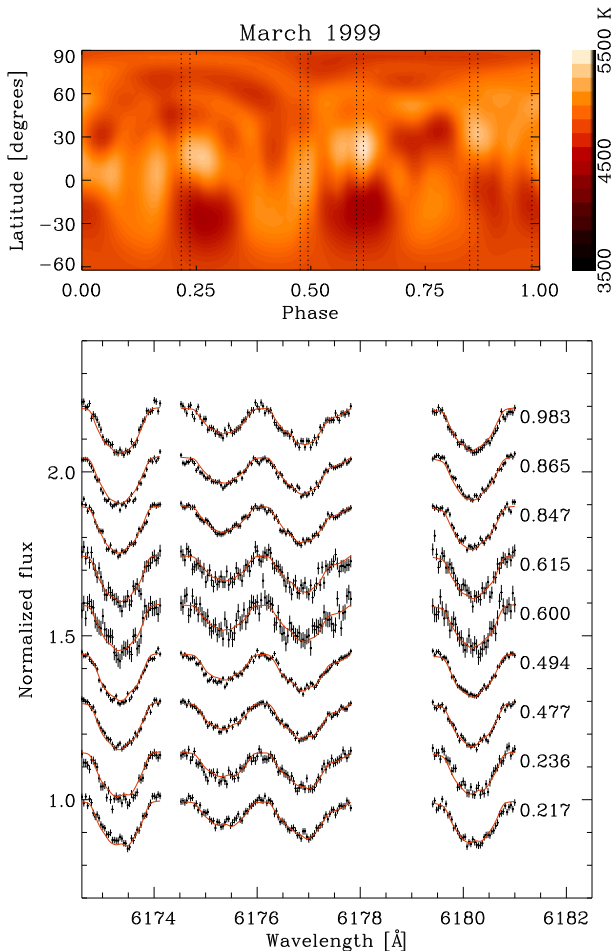 March 1999
90
60
30
0
−30
−60
Latitude [degrees]
0.00 0.25 0.50 0.75 1.00
Phase
5500 K
4500
3500
2.0
1.5
1.0
Normalized flux
0.983
0.865
0.847
0.615
0.600
0.494
0.477
0.236
0.217
6174 6176 6178 6180 6182
Wavelength [Å]